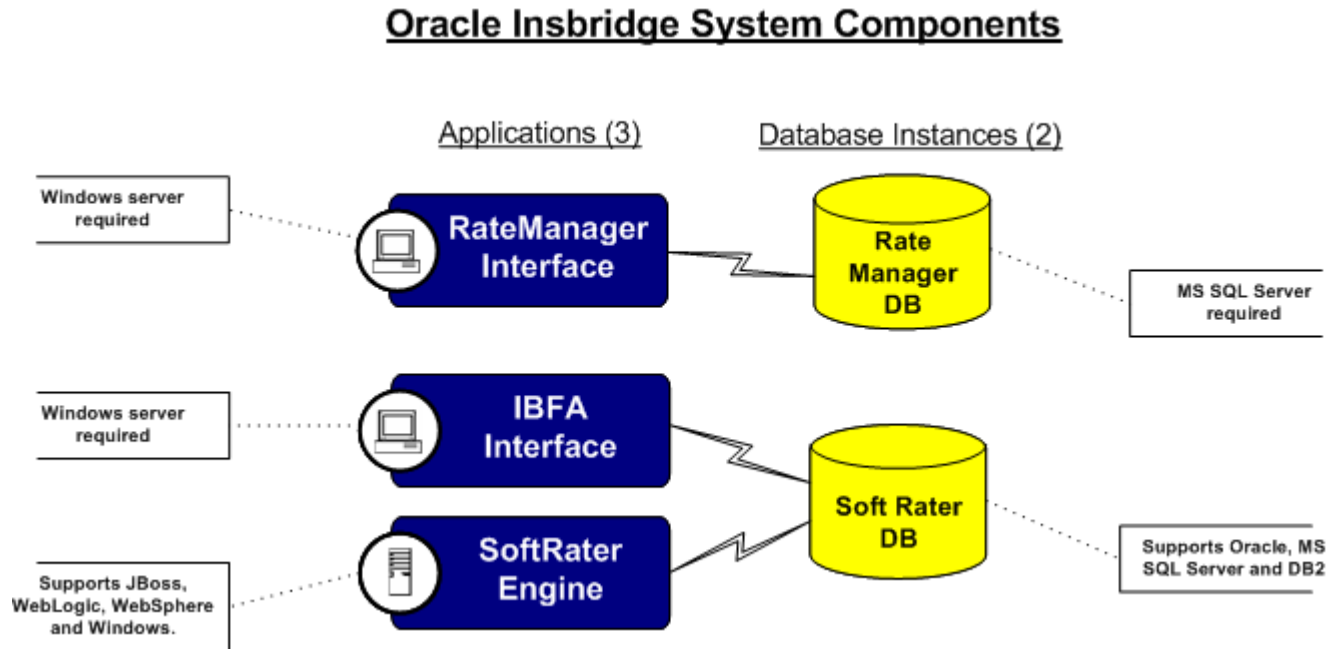 Oracle Insbridge System Components
Applications (3)
Database Instances (2)
Windows server
required
RateManager
Interface
Rate
Manager
DB
MS SQL Server
required
Windows server
required
IBFA
Interface
Soft Rater
DB
Supports Oracle, MS
SQL Server and DB2
SoftRater
Engine
Supports JBoss,
WebLogic, WebSphere
and Windows.